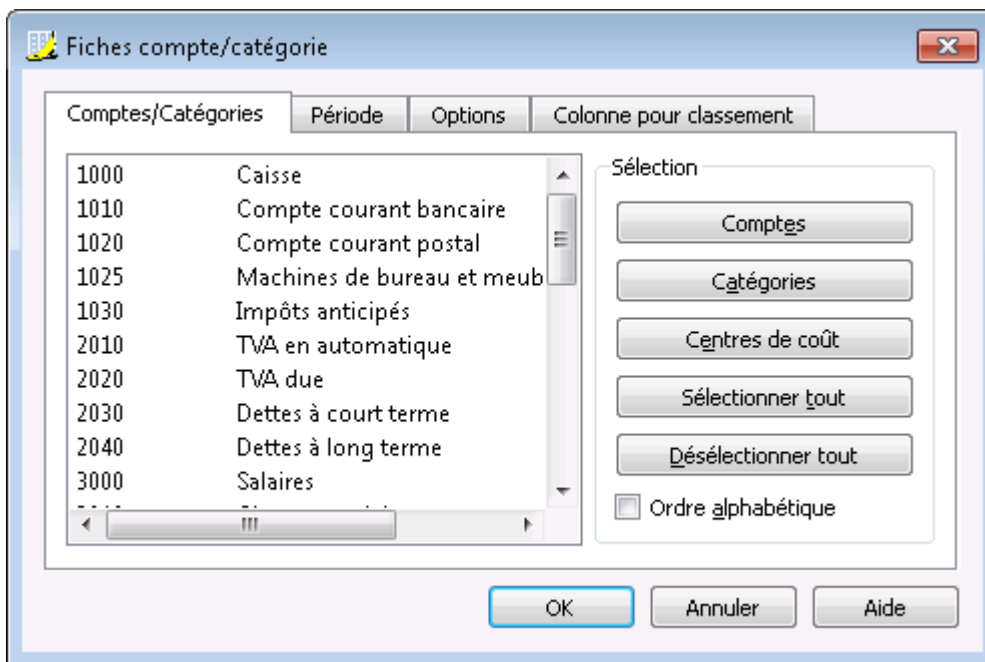 Fiches compte/catégorie
Comptes/Catégories Période Options Colonne pour classement
1000 Caisse
1010 Compte courant bancaire
1020 Compte courant postal
1025 Machines de bureau et meub
1030 Impôts anticipés
2010 TVA en automatique
2020 TVA due
2030 Dettes à court terme
2040 Dettes à long terme
3000 Salaires
Sélection
Comptes
Catégories
Centres de coût
Sélectionner tout
Désélectionner tout
Ordre alphabétique
OK Annuler Aide